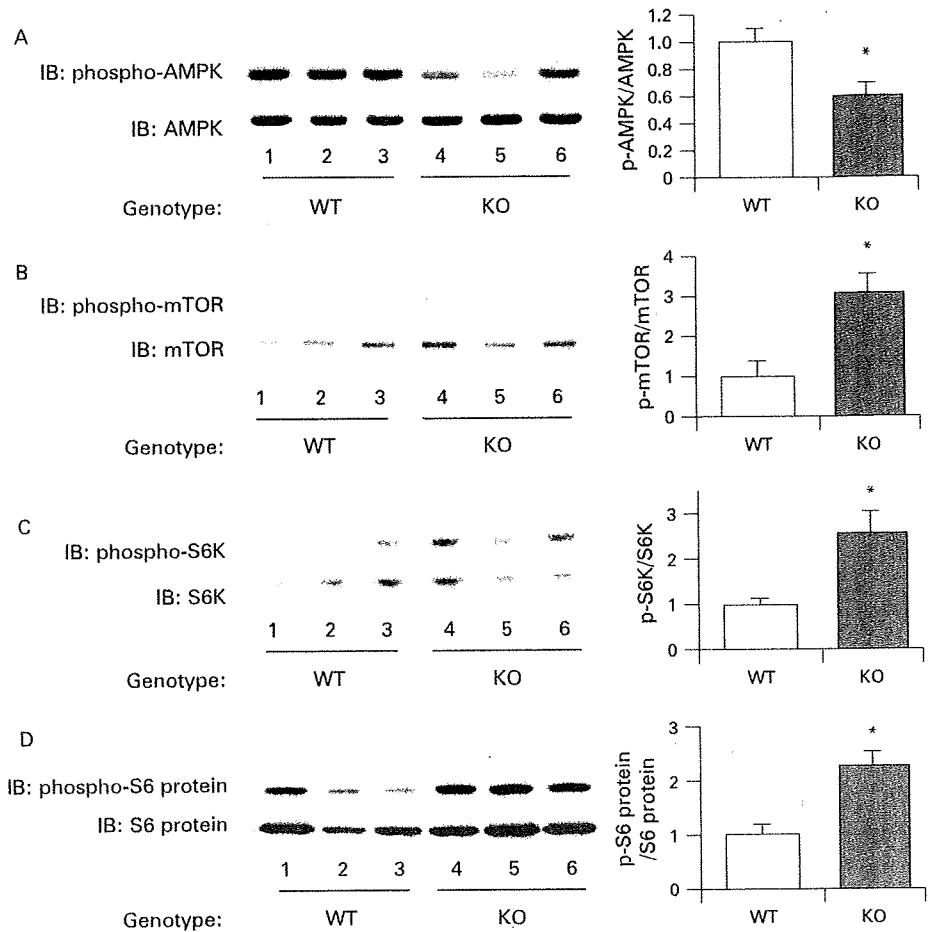 A
IB: phospho-AMPK
IB: AMPK
1 2 3 4 5 6
Genotype: WT KO
p-AMPK/AMPK
1.2
1.0
0.8
0.6
0.4
0.2
0
*
WT KO
B
IB: phospho-mTOR
IB: mTOR
1 2 3 4 5 6
Genotype: WT KO
p-mTOR/mTOR
4
3
2
1
0
*
WT KO
C
IB: phospho-S6K
IB: S6K
1 2 3 4 5 6
Genotype: WT KO
p-S6K/S6K
3
2
1
0
*
WT KO
D
IB: phospho-S6 protein
IB: S6 protein
1 2 3 4 5 6
Genotype: WT KO
p-S6 protein
/S6 protein
3
2
1
0
*
WT KO